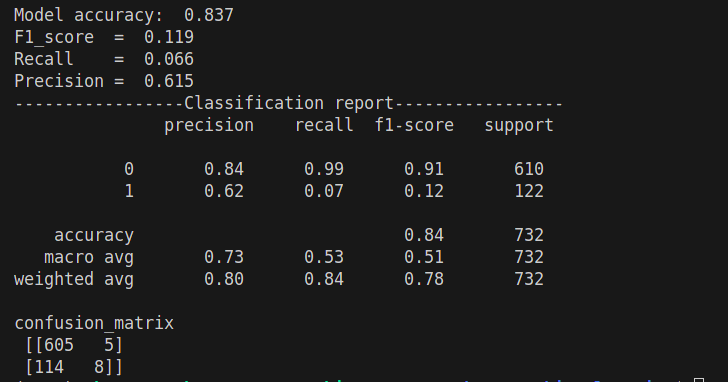 Model accuracy:  0.837
F1_score  =  0.119
Recall    =  0.066
Precision =  0.615
-----------------Classification report-----------------
              precision    recall  f1-score   support

           0       0.84      0.99      0.91       610
           1       0.62      0.07      0.12       122

    accuracy                           0.84       732
   macro avg       0.73      0.53      0.51       732
weighted avg       0.80      0.84      0.78       732

confusion_matrix
 [[605   5]
 [114   8]]